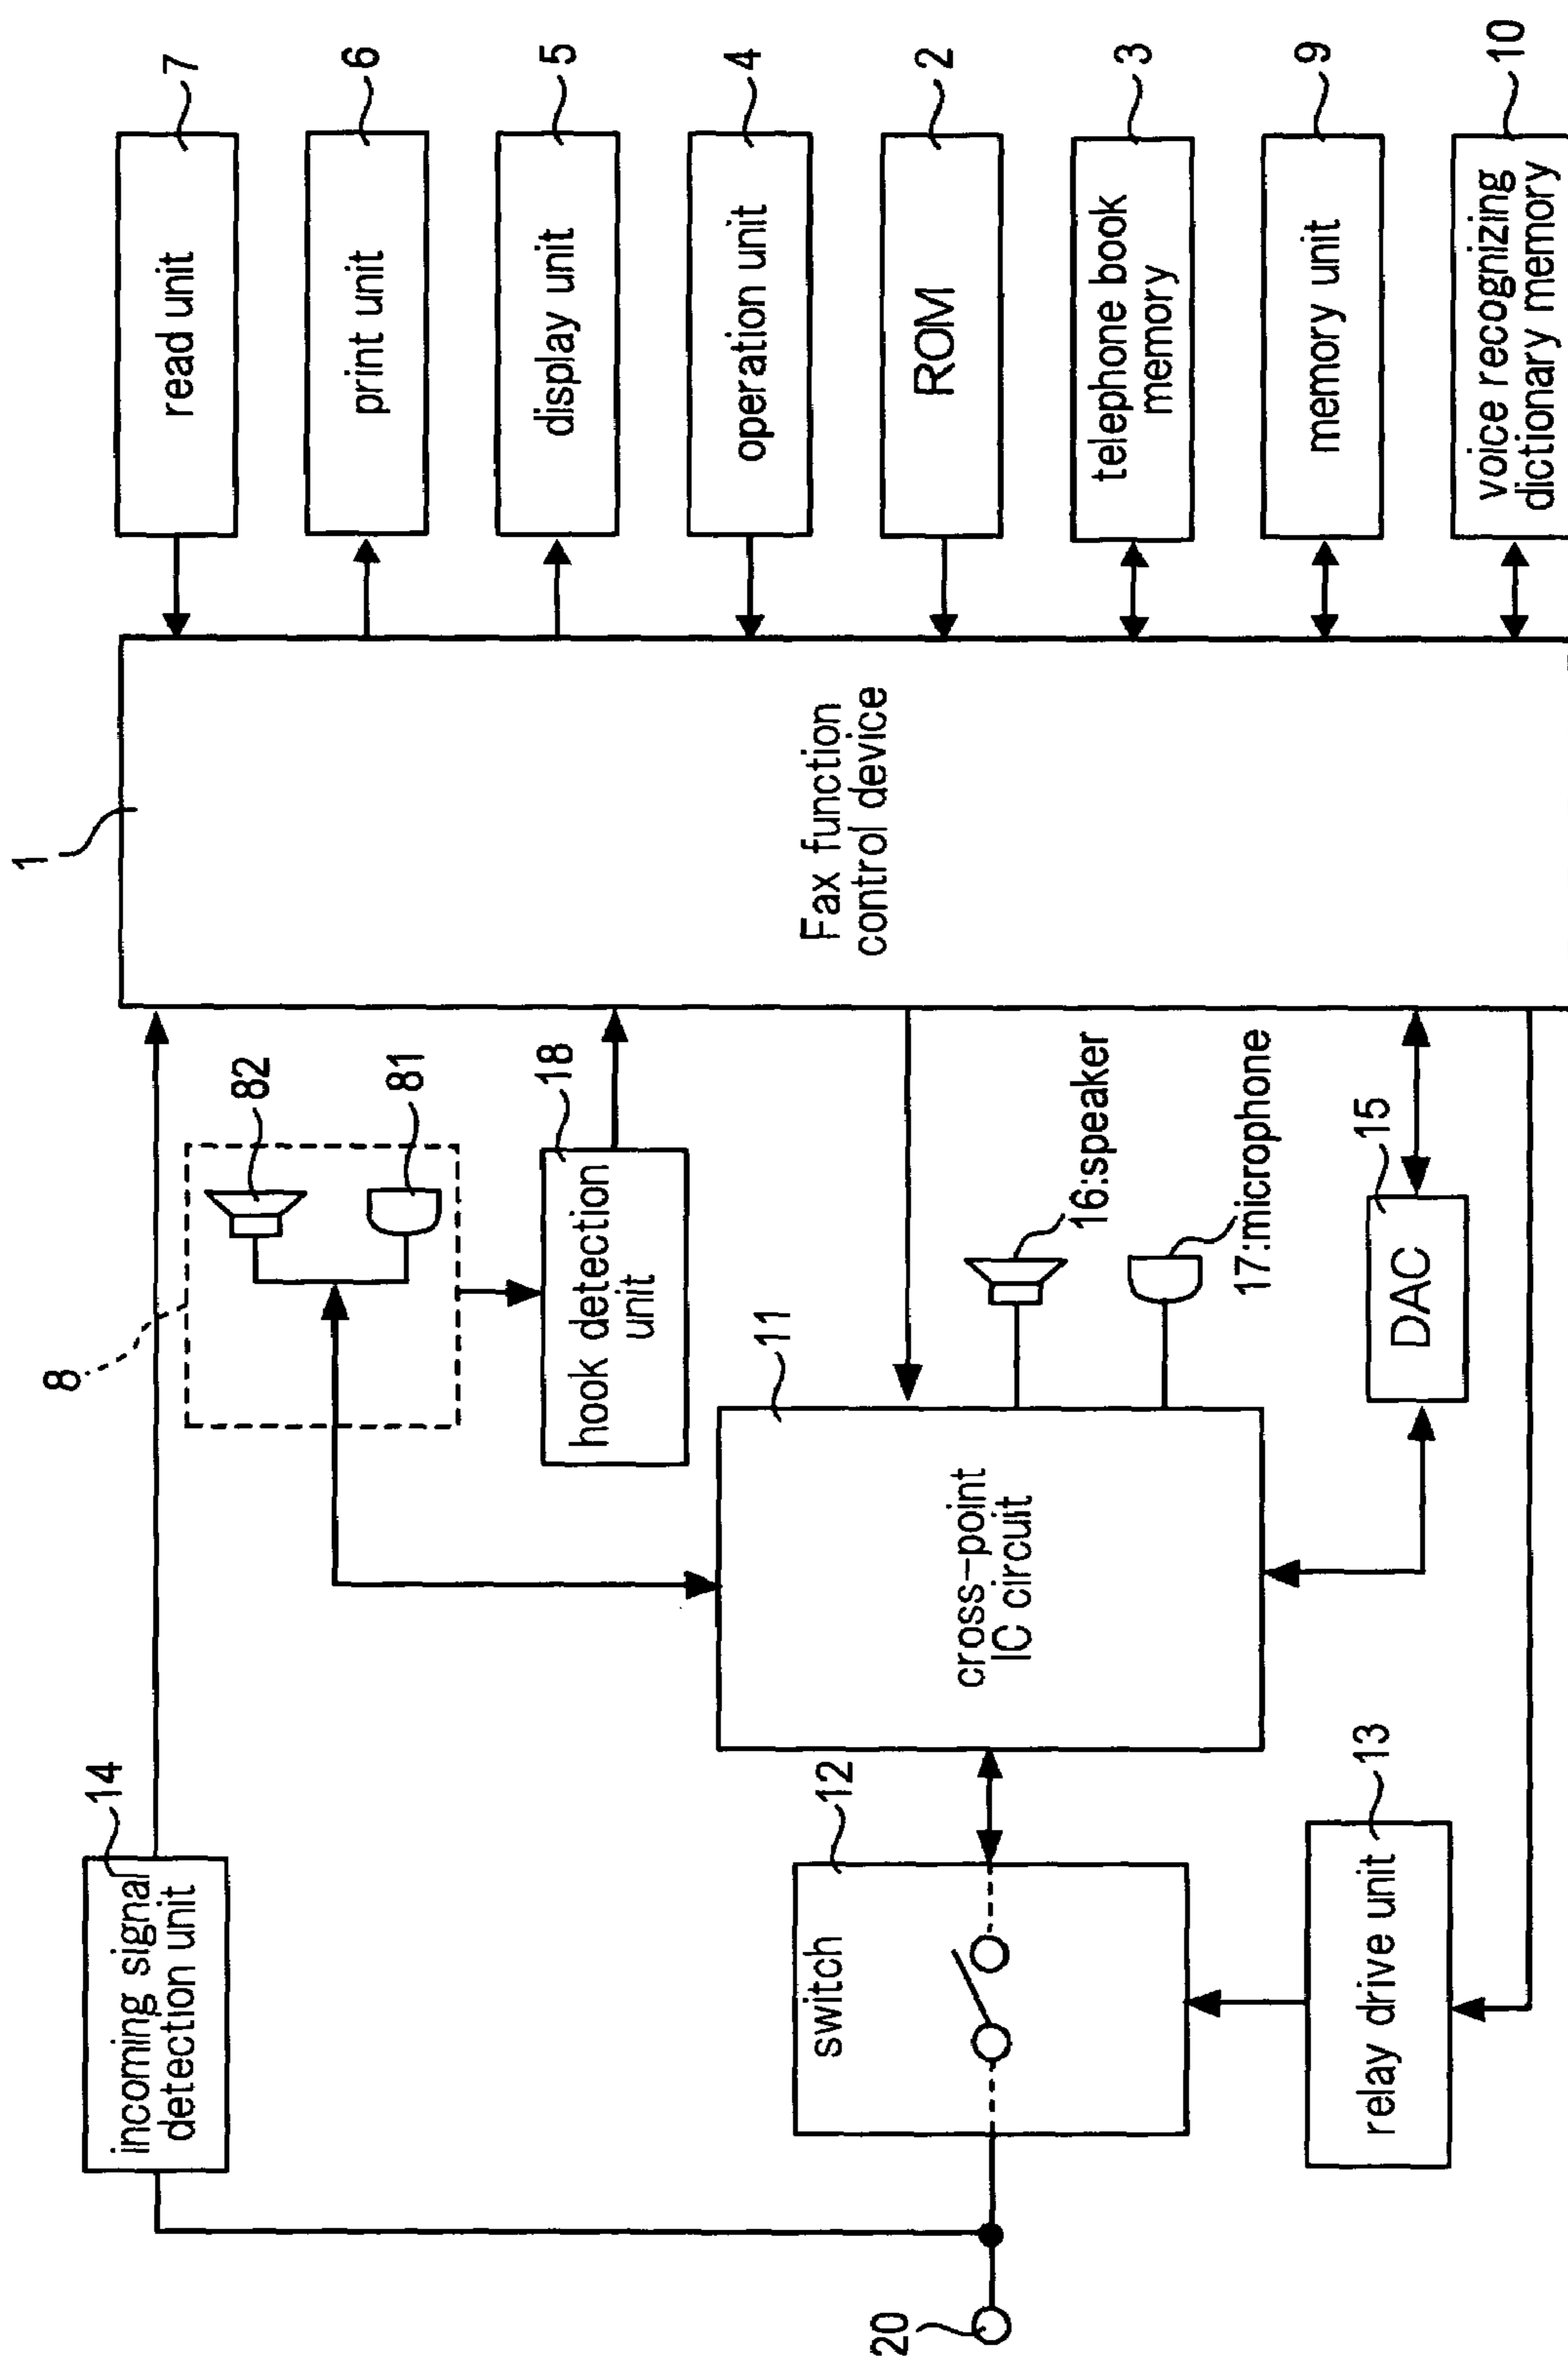 14
incoming signal
detection unit
8
82
81
18
hook detection
unit
1
Fax function
control device
7
read unit
6
print unit
5
display unit
4
operation unit
2
ROM
3
telephone book
memory
9
memory unit
10
voice recognizing
dictionary memory
20
12
switch
11
cross-point
IC circuit
16:speaker
17:microphone
15
DAC
13
relay drive unit